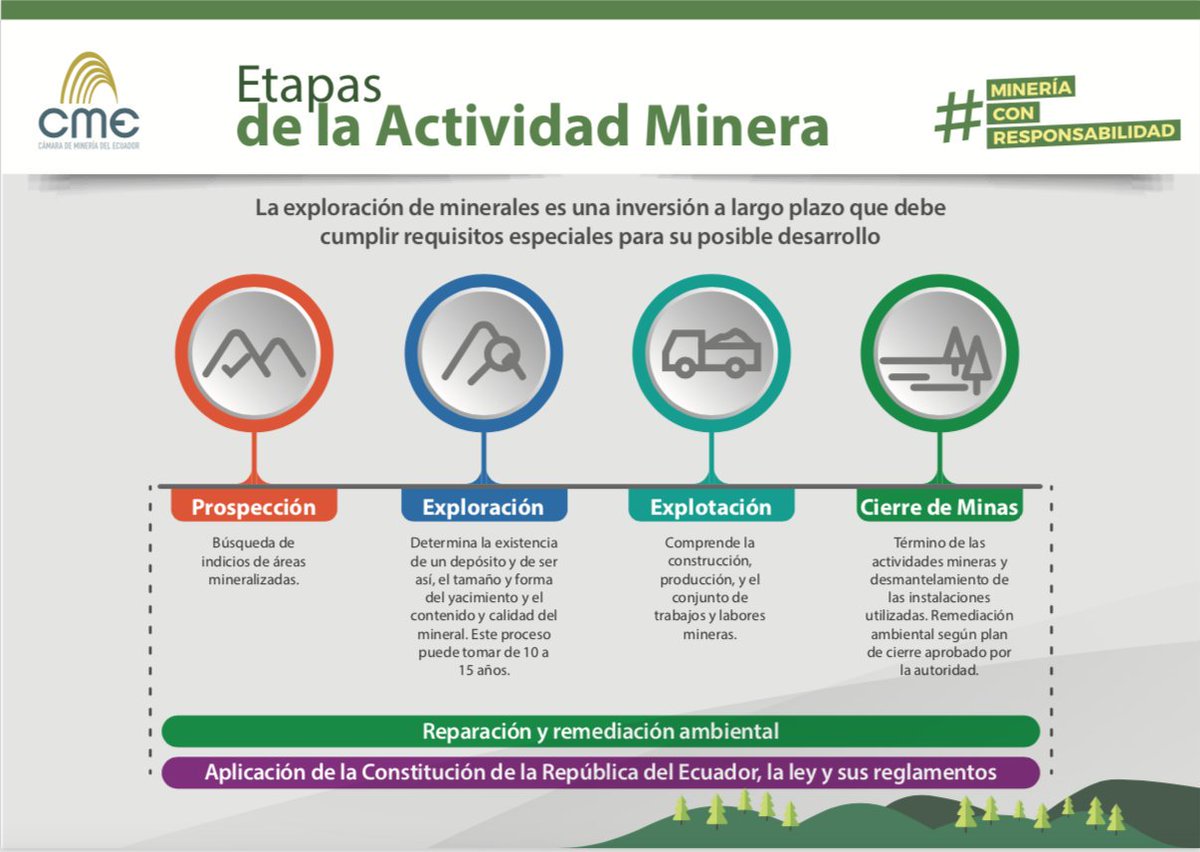 CME
CÁMARA DE MINERÍA DEL ECUADOR
Etapas
de la Actividad Minera
#MINERÍA
CON
RESPONSABILIDAD
La exploración de minerales es una inversión a largo plazo que debe
cumplir requisitos especiales para su posible desarrollo
Prospección
Búsqueda de
indicios de áreas
mineralizadas.
Exploración
Determina la existencia
de un depósito y de ser
así, el tamaño y forma
del yacimiento y el
contenido y calidad del
mineral. Este proceso
puede tomar de 10 a
15 años.
Explotación
Comprende la
construcción,
producción, y el
conjunto de
trabajos y labores
mineras.
Cierre de Minas
Término de las
actividades mineras y
desmantelamiento de
las instalaciones
utilizadas. Remediación
ambiental según plan
de cierre aprobado por
la autoridad.
Reparación y remediación ambiental
Aplicación de la Constitución de la República del Ecuador, la ley y sus reglamentos